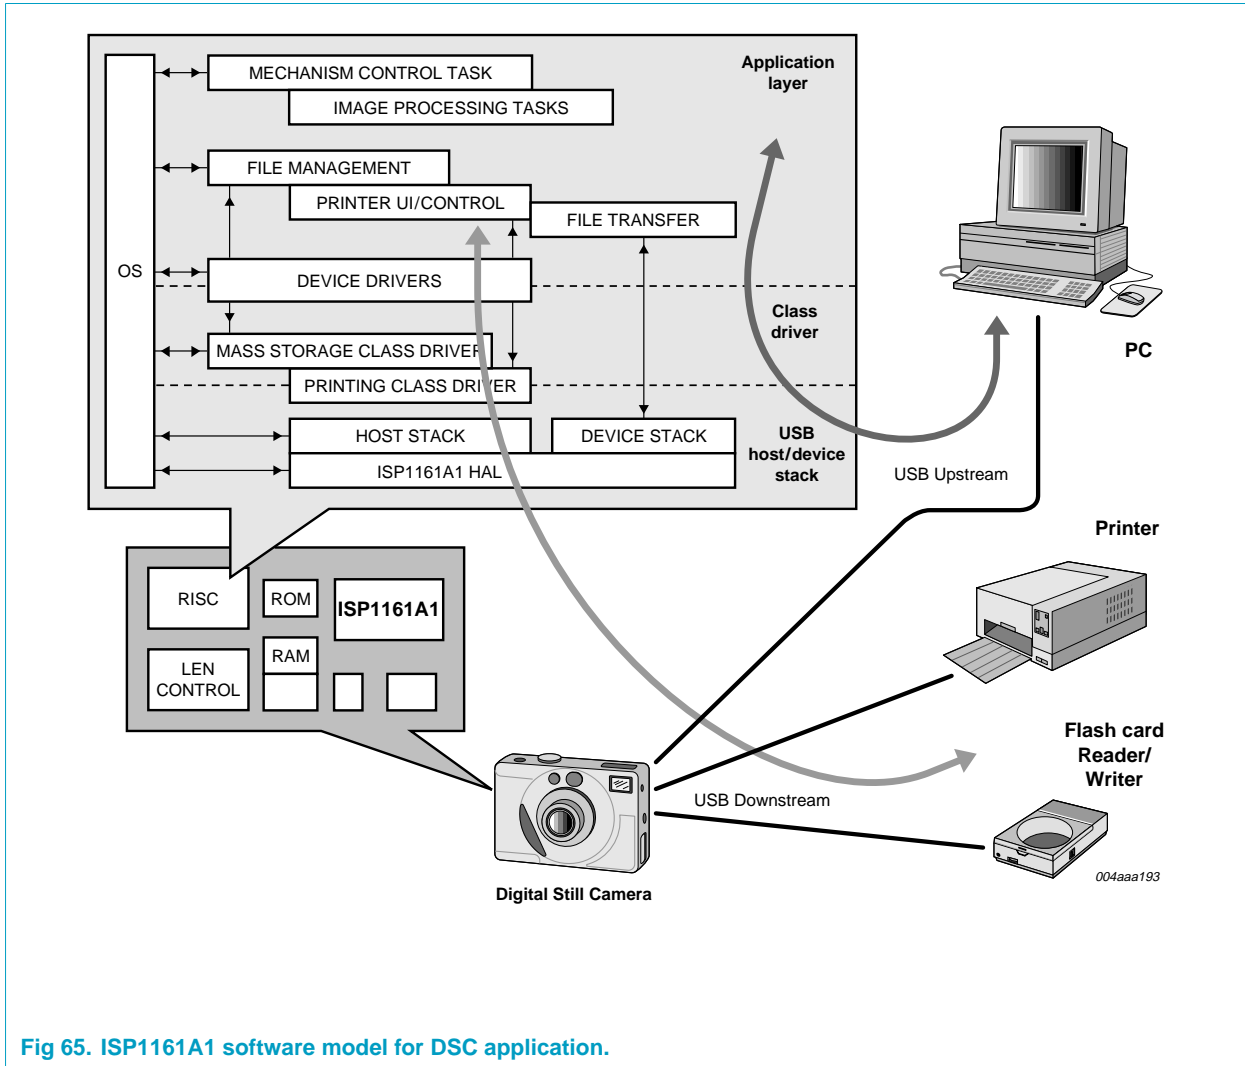 MECHANISM CONTROL TASK
IMAGE PROCESSING TASKS
Application
layer
FILE MANAGEMENT
PRINTER UI/CONTROL
FILE TRANSFER
OS
DEVICE DRIVERS
Class
driver
MASS STORAGE CLASS DRIVER
PRINTING CLASS DRIVER
HOST STACK
DEVICE STACK
USB
host/device
stack
ISP1161A1 HAL
PC
USB Upstream
Printer
RISC
ROM
ISP1161A1
LEN
CONTROL
RAM
Flash card
Reader/
Writer
USB Downstream
004aaa193
Digital Still Camera
Fig 65. ISP1161A1 software model for DSC application.